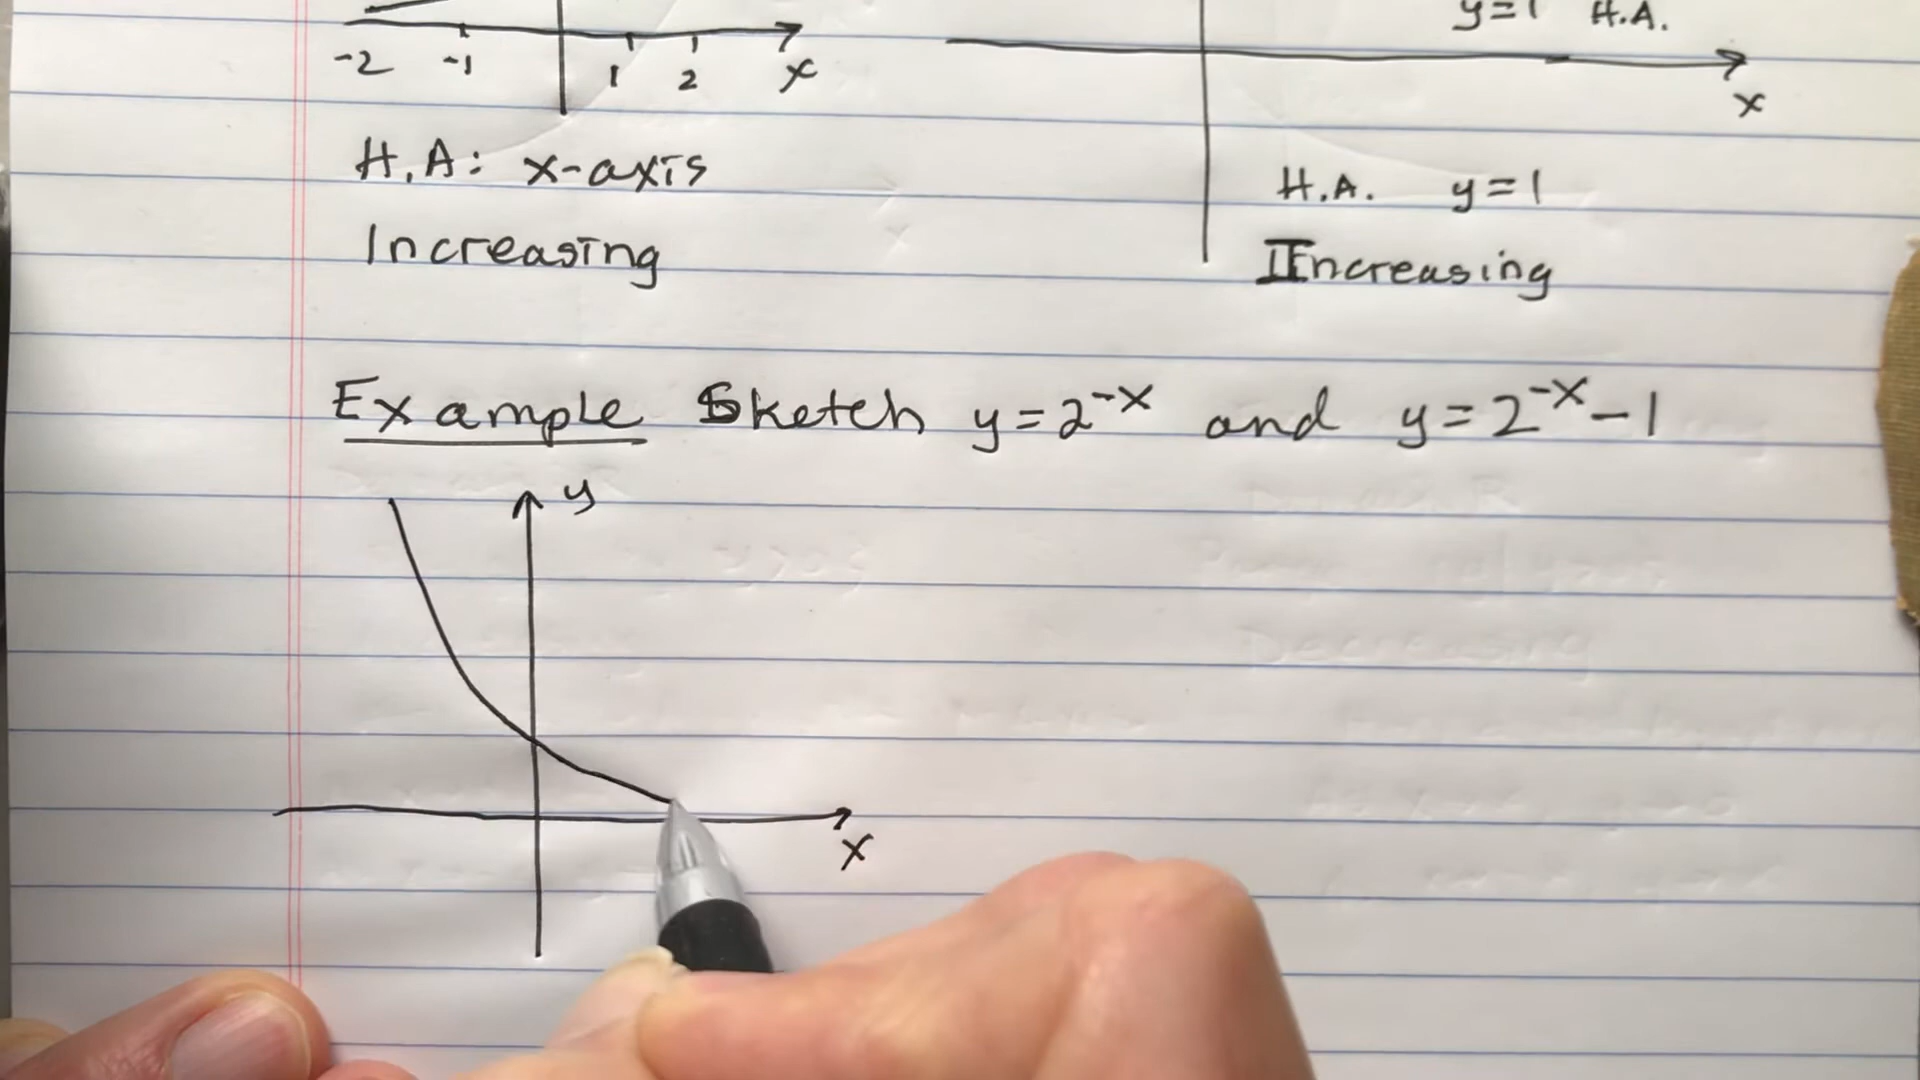 y=1 H.A.
-2 -1 1 2 x
x
H.A: x-axis
Increasing
H.A. y=1
Increasing
Example Sketch y=2^-x and y=2^-x-1
y
x